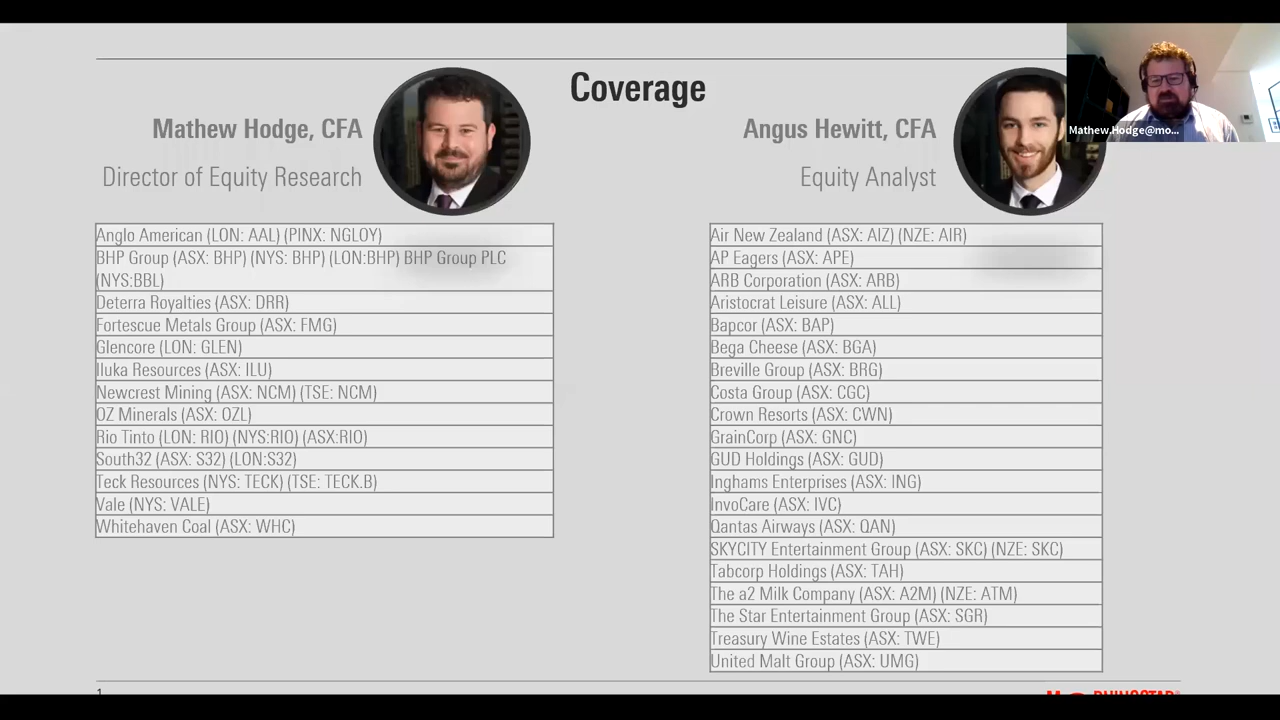 Coverage
Mathew Hodge, CFA
Director of Equity Research
Anglo American (LON: AAL) (PINX: NGLOY)
BHP Group (ASX: BHP) (NYS: BHP) (LON:BHP) BHP Group PLC
(NYS:BBL)
Deterra Royalties (ASX: DRR)
Fortescue Metals Group (ASX: FMG)
Glencore (LON: GLEN)
Iluka Resources (ASX: ILU)
Newcrest Mining (ASX: NCM) (TSE: NCM)
OZ Minerals (ASX: OZL)
Rio Tinto (LON: RIO) (NYS:RIO) (ASX:RIO)
South32 (ASX: S32) (LON:S32)
Teck Resources (NYS: TECK) (TSE: TECK.B)
Vale (NYS: VALE)
Whitehaven Coal (ASX: WHC)
Angus Hewitt, CFA
Equity Analyst
Air New Zealand (ASX: AIZ) (NZE: AIR)
AP Eagers (ASX: APE)
ARB Corporation (ASX: ARB)
Aristocrat Leisure (ASX: ALL)
Bapcor (ASX: BAP)
Bega Cheese (ASX: BGA)
Breville Group (ASX: BRG)
Costa Group (ASX: CGC)
Crown Resorts (ASX: CWN)
GrainCorp (ASX: GNC)
GUD Holdings (ASX: GUD)
Inghams Enterprises (ASX: ING)
InvoCare (ASX: IVC)
Qantas Airways (ASX: QAN)
SKYCITY Entertainment Group (ASX: SKC) (NZE: SKC)
Tabcorp Holdings (ASX: TAH)
The a2 Milk Company (ASX: A2M) (NZE: ATM)
The Star Entertainment Group (ASX: SGR)
Treasury Wine Estates (ASX: TWE)
United Malt Group (ASX: UMG)
Mathew.Hodge@mo...
1